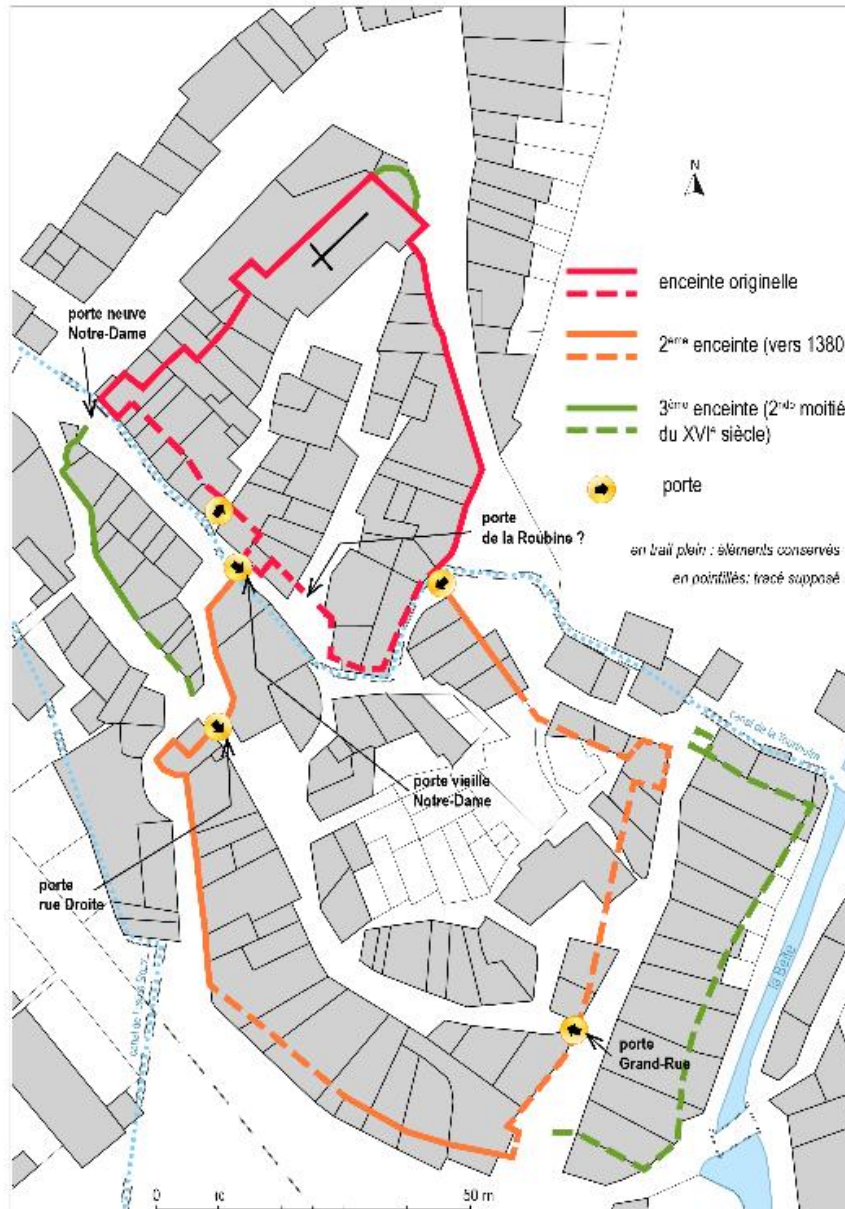 N
enceinte originelle
2ème enceinte (vers 1380
3ème enceinte (2nde moitié
du XVIe siècle)
porte
en trait plein : éléments conservés
en pointillés: tracé supposé
porte neuve
Notre-Dame
porte
de la Roubine ?
porte vieille
Notre-Dame
porte
rue Droite
porte
Grand-Rue
la Belle
0
50 m